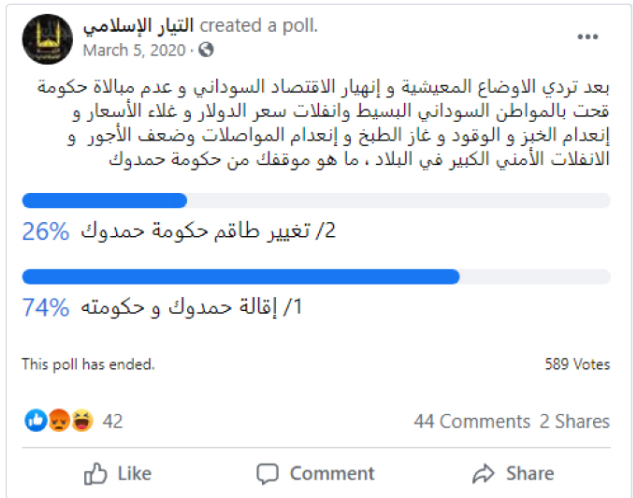 التيار الإسلامي created a poll.
March 5, 2020 ·
بعد تردي الاوضاع المعيشية و إنهيار الاقتصاد السوداني و عدم مبالاة حكومة
قحت بالمواطن السوداني البسيط وانفلات سعر الدولار و غلاء الأسعار و
إنعدام الخبز و الوقود و غاز الطبخ و إنعدام المواصلات وضعف الأجور و
الانفلات الأمني الكبير في البلاد ، ما هو موقفك من حكومة حمدوك
2/ تغيير طاقم حكومة حمدوك 26%
1/ إقالة حمدوك و حكومته 74%
This poll has ended. 589 Votes
42 44 Comments 2 Shares
Like Comment Share